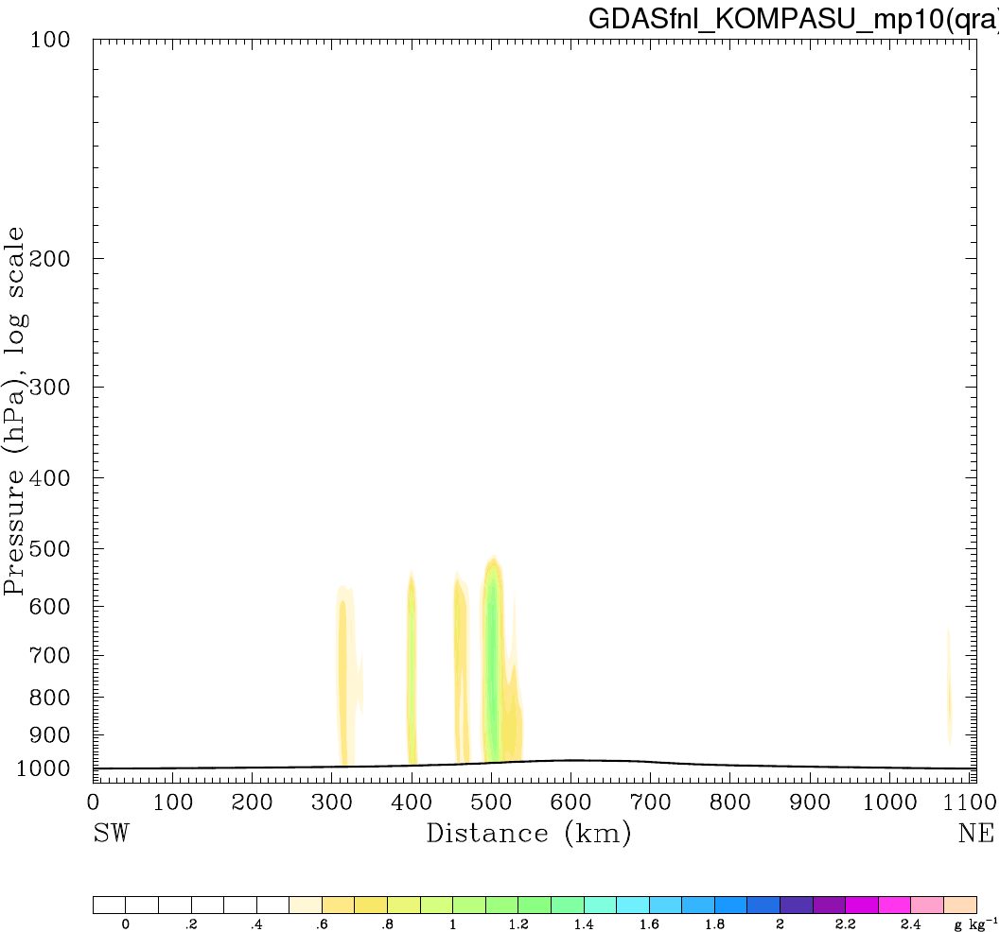 GDASfnl_KOMPASU_mp10(qra)
Pressure (hPa), log scale
100
200
300
400
500
600
700
800
900
1000
0 100 200 300 400 500 600 700 800 900 1000 1100
SW Distance (km) NE
0 .2 .4 .6 .8 1 1.2 1.4 1.6 1.8 2 2.2 2.4 g kg⁻¹